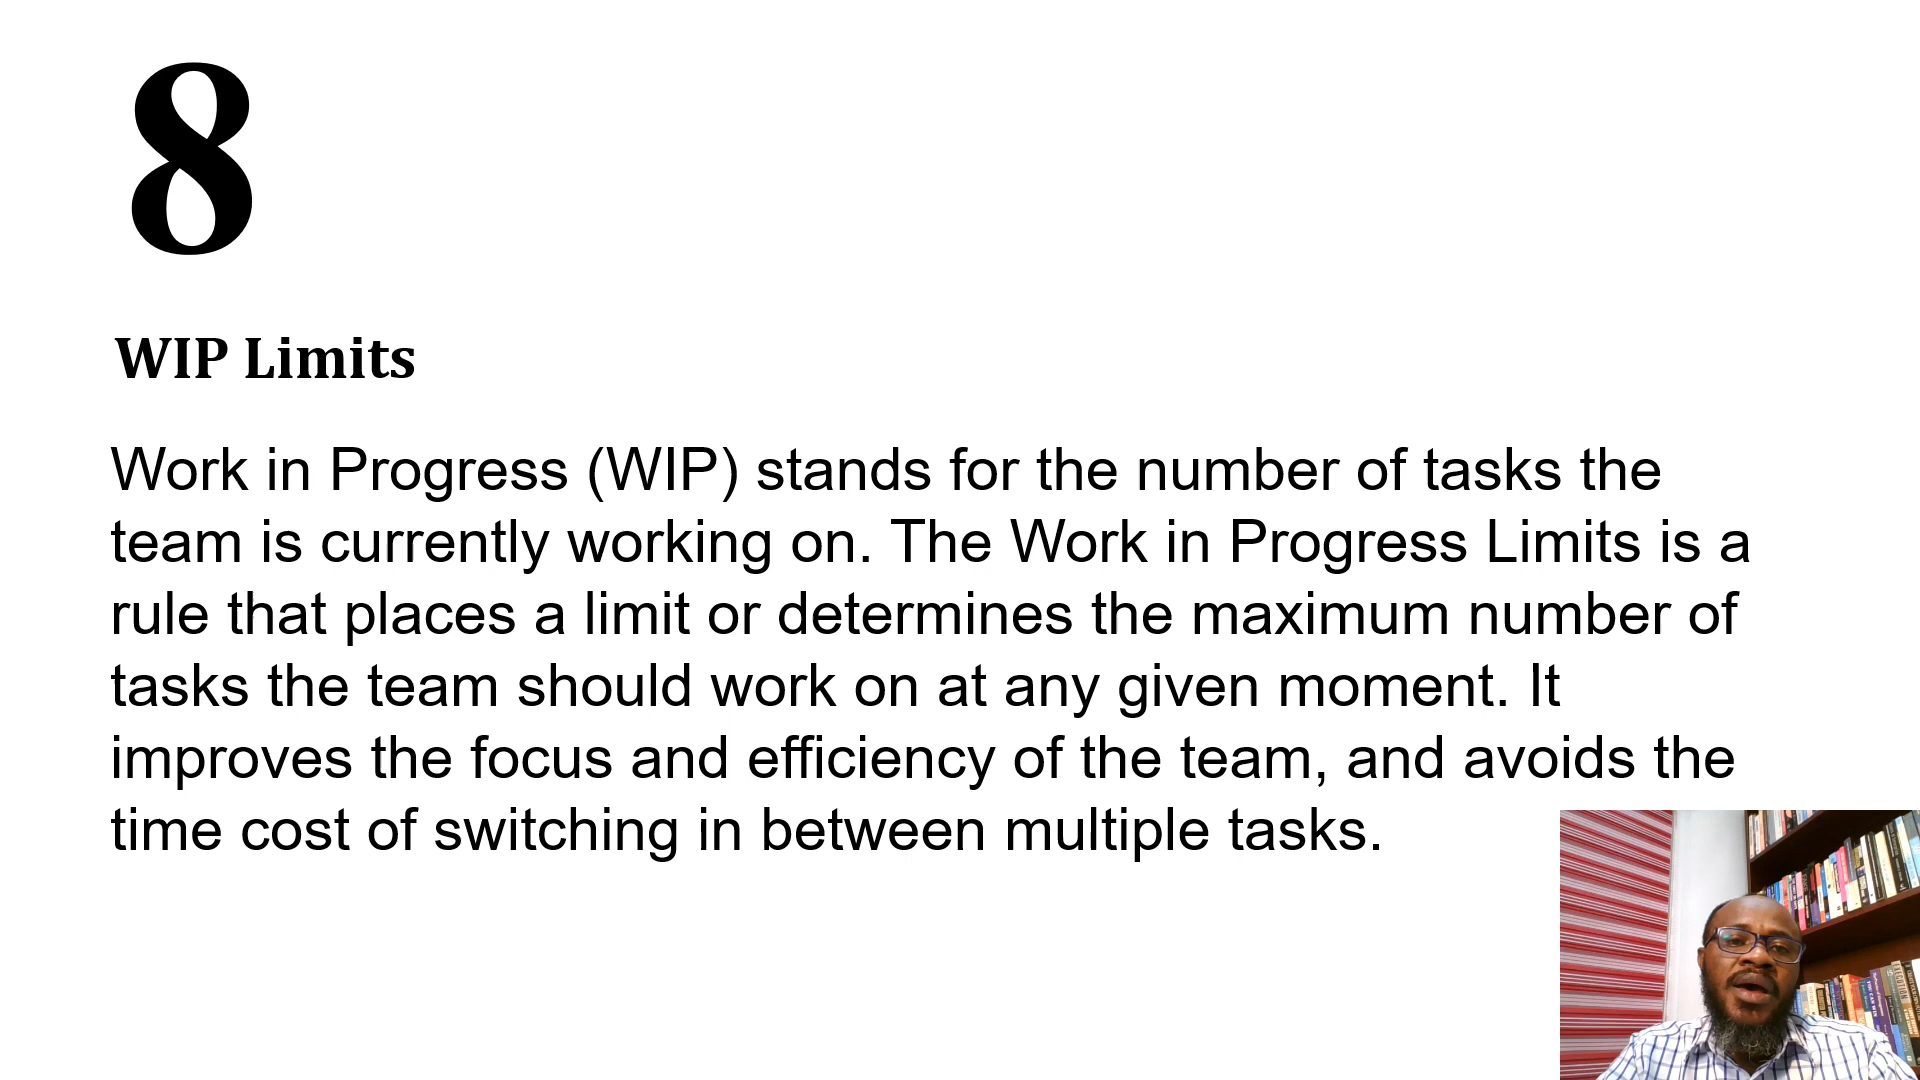 8
WIP Limits
Work in Progress (WIP) stands for the number of tasks the
team is currently working on. The Work in Progress Limits is a
rule that places a limit or determines the maximum number of
tasks the team should work on at any given moment. It
improves the focus and efficiency of the team, and avoids the
time cost of switching in between multiple tasks.